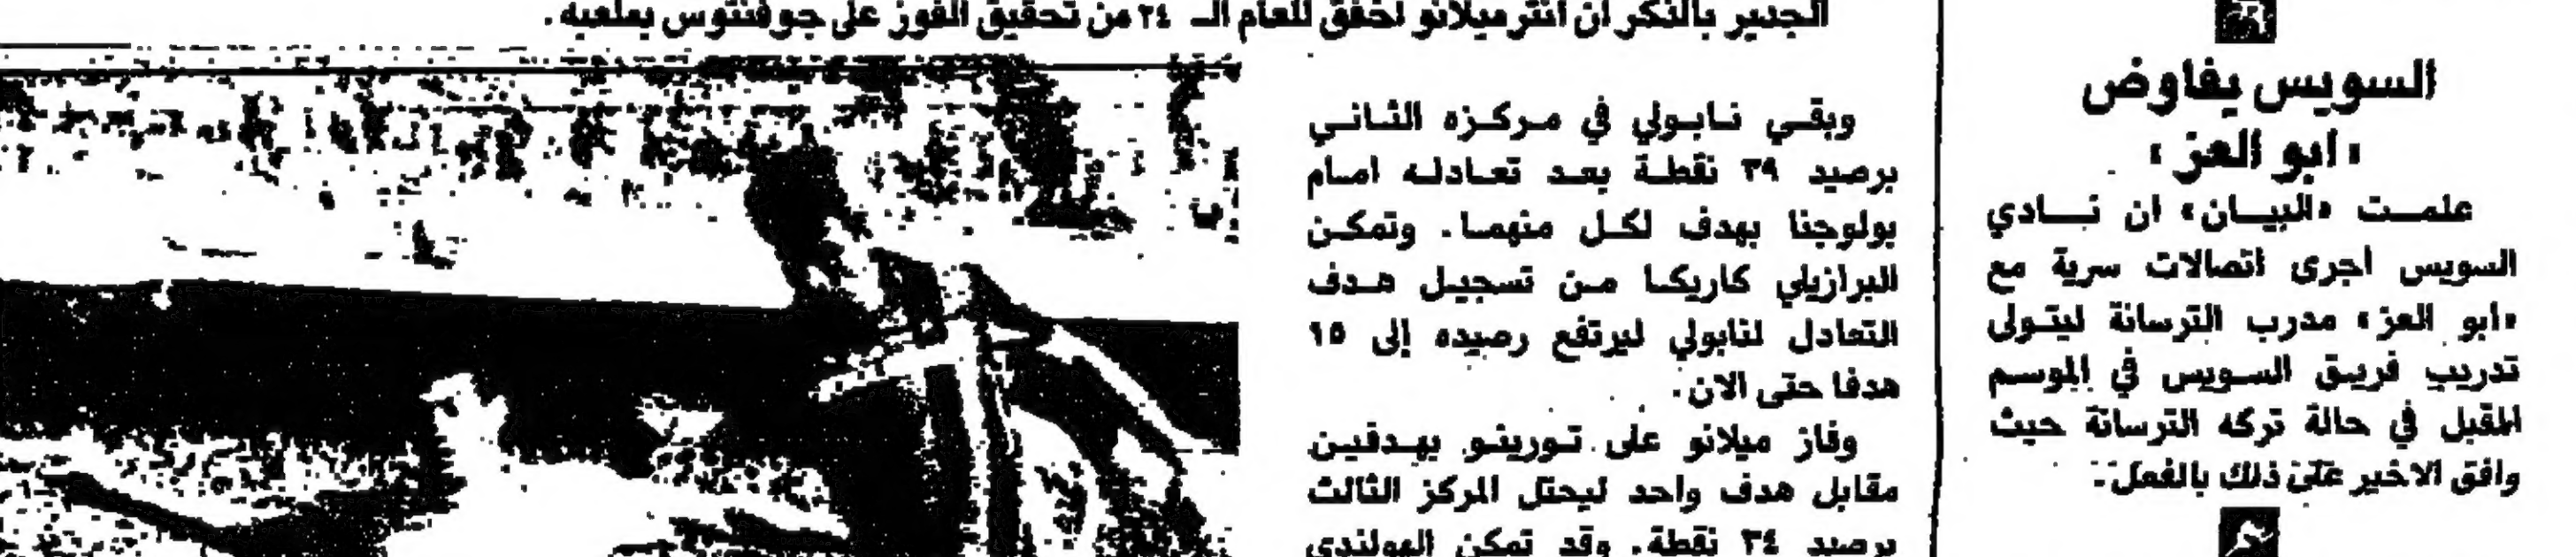 السويس يفاوض
«ابو العز»
علمت «البيان» ان نادي
السويس اجرى اتصالات سرية مع
«ابو العز» مدرب الترسانة ليتولى
تدريب فريق السويس في الموسم
المقبل في حالة تركه الترسانة حيث
وافق الاخير على ذلك بالفعل.
الجدير بالذكر ان انتر ميلانو اخفق للعام الـ ٢٤ من تحقيق الفوز على جوفنتوس بملعبه.
وبقي نابولي في مركزه الثاني
برصيد ٣٩ نقطة بعد تعادله امام
بولوجنا بهدف لكل منهما. وتمكن
البرازيلي كاريكا من تسجيل هدف
التعادل لنابولي ليرتفع رصيده إلى ١٥
هدفا حتى الان.
وفاز ميلانو على تورينو بهدفين
مقابل هدف واحد ليحتل المركز الثالث
برصيد ٣٤ نقطة. وقد تمكن الهولندي